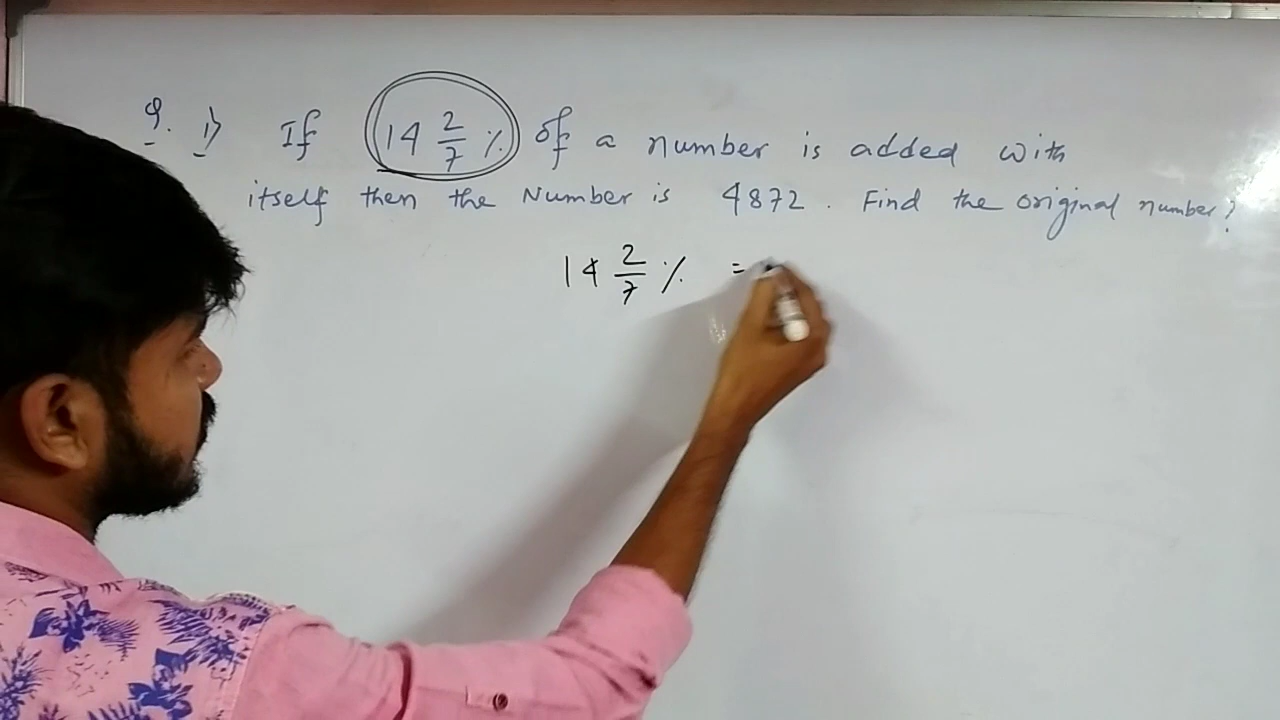 Q. 1) If 14 2/7 % of a number is added with
itself then the Number is 4872. Find the original number?
14 2/7 % =